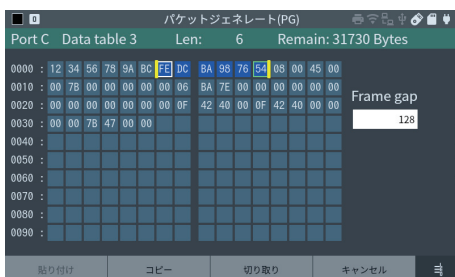 0 パケットジェネレート(PG)
Port C Data table 3 Len: 6 Remain: 31730 Bytes
0000 : 12 34 56 78 9A BC FE DC BA 98 76 54 08 00 45 00
0010 : 00 7B 00 00 00 00 00 06 BA 7E 00 00 00 00 00 00
0020 : 00 00 00 00 00 00 00 0F 42 40 00 0F 42 40 00 00
0030 : 00 00 7B 47 00 00
Frame gap
128
0040 :
0050 :
0060 :
0070 :
0080 :
0090 :
貼り付け コピー 切り取り キャンセル